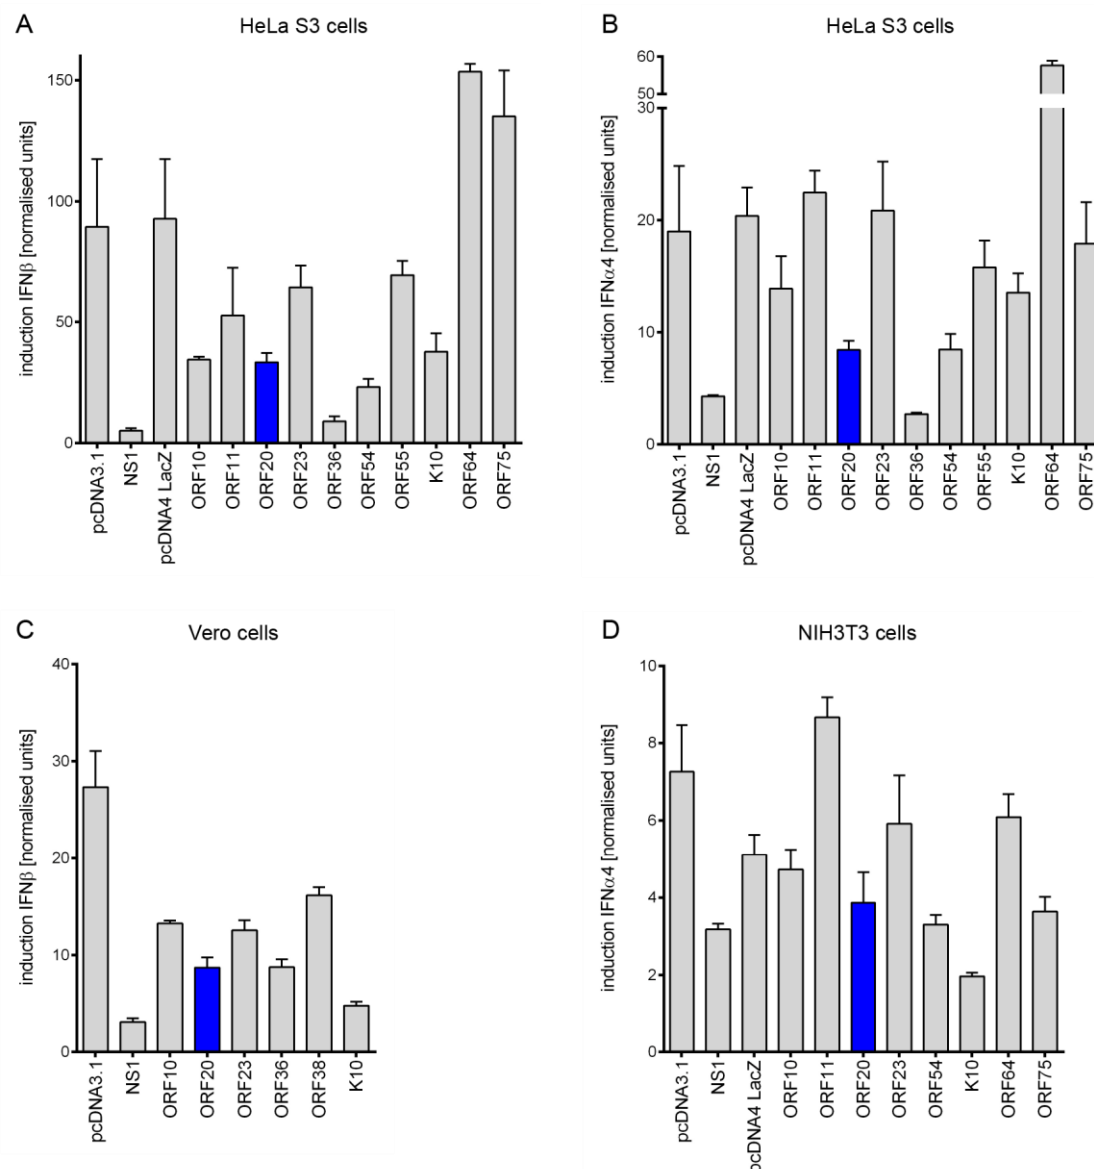 A
HeLa S3 cells
induction IFNβ [normalised units]
150
100
50
0
pcDNA3.1
NS1
pcDNA4 LacZ
ORF10
ORF11
ORF20
ORF23
ORF36
ORF54
ORF55
K10
ORF64
ORF75
B
HeLa S3 cells
induction IFNα4 [normalised units]
60
50
30
20
10
0
pcDNA3.1
NS1
pcDNA4 LacZ
ORF10
ORF11
ORF20
ORF23
ORF36
ORF54
ORF55
K10
ORF64
ORF75
C
Vero cells
induction IFNβ [normalised units]
40
30
20
10
0
pcDNA3.1
NS1
ORF10
ORF20
ORF23
ORF36
ORF38
K10
D
NIH3T3 cells
induction IFNα4 [normalised units]
10
8
6
4
2
0
pcDNA3.1
NS1
pcDNA4 LacZ
ORF10
ORF11
ORF20
ORF23
ORF54
K10
ORF64
ORF75